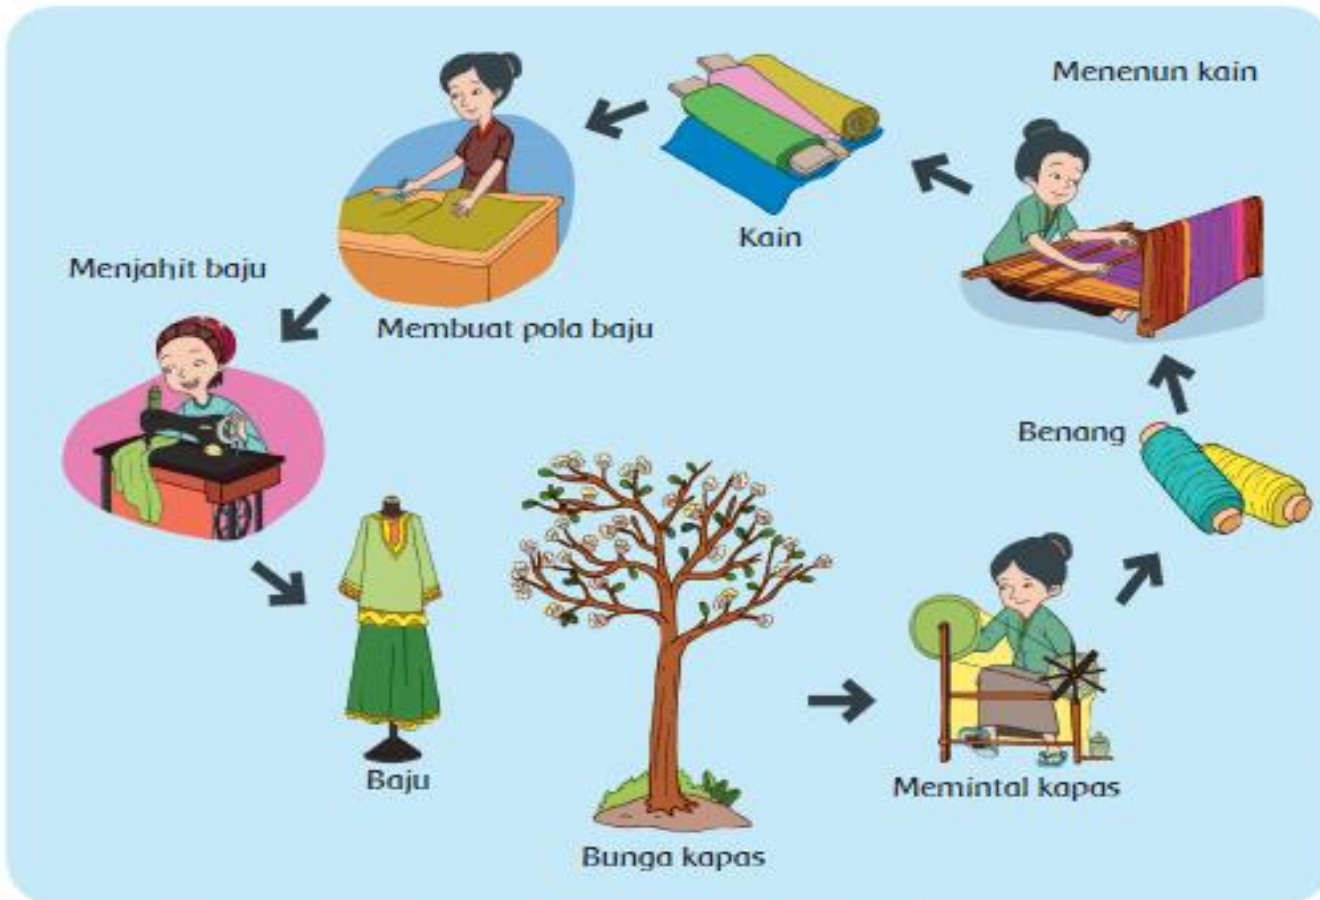 Menenun kain
Kain
Menjahit baju
Membuat pola baju
Benang
Baju
Memintal kapas
Bunga kapas